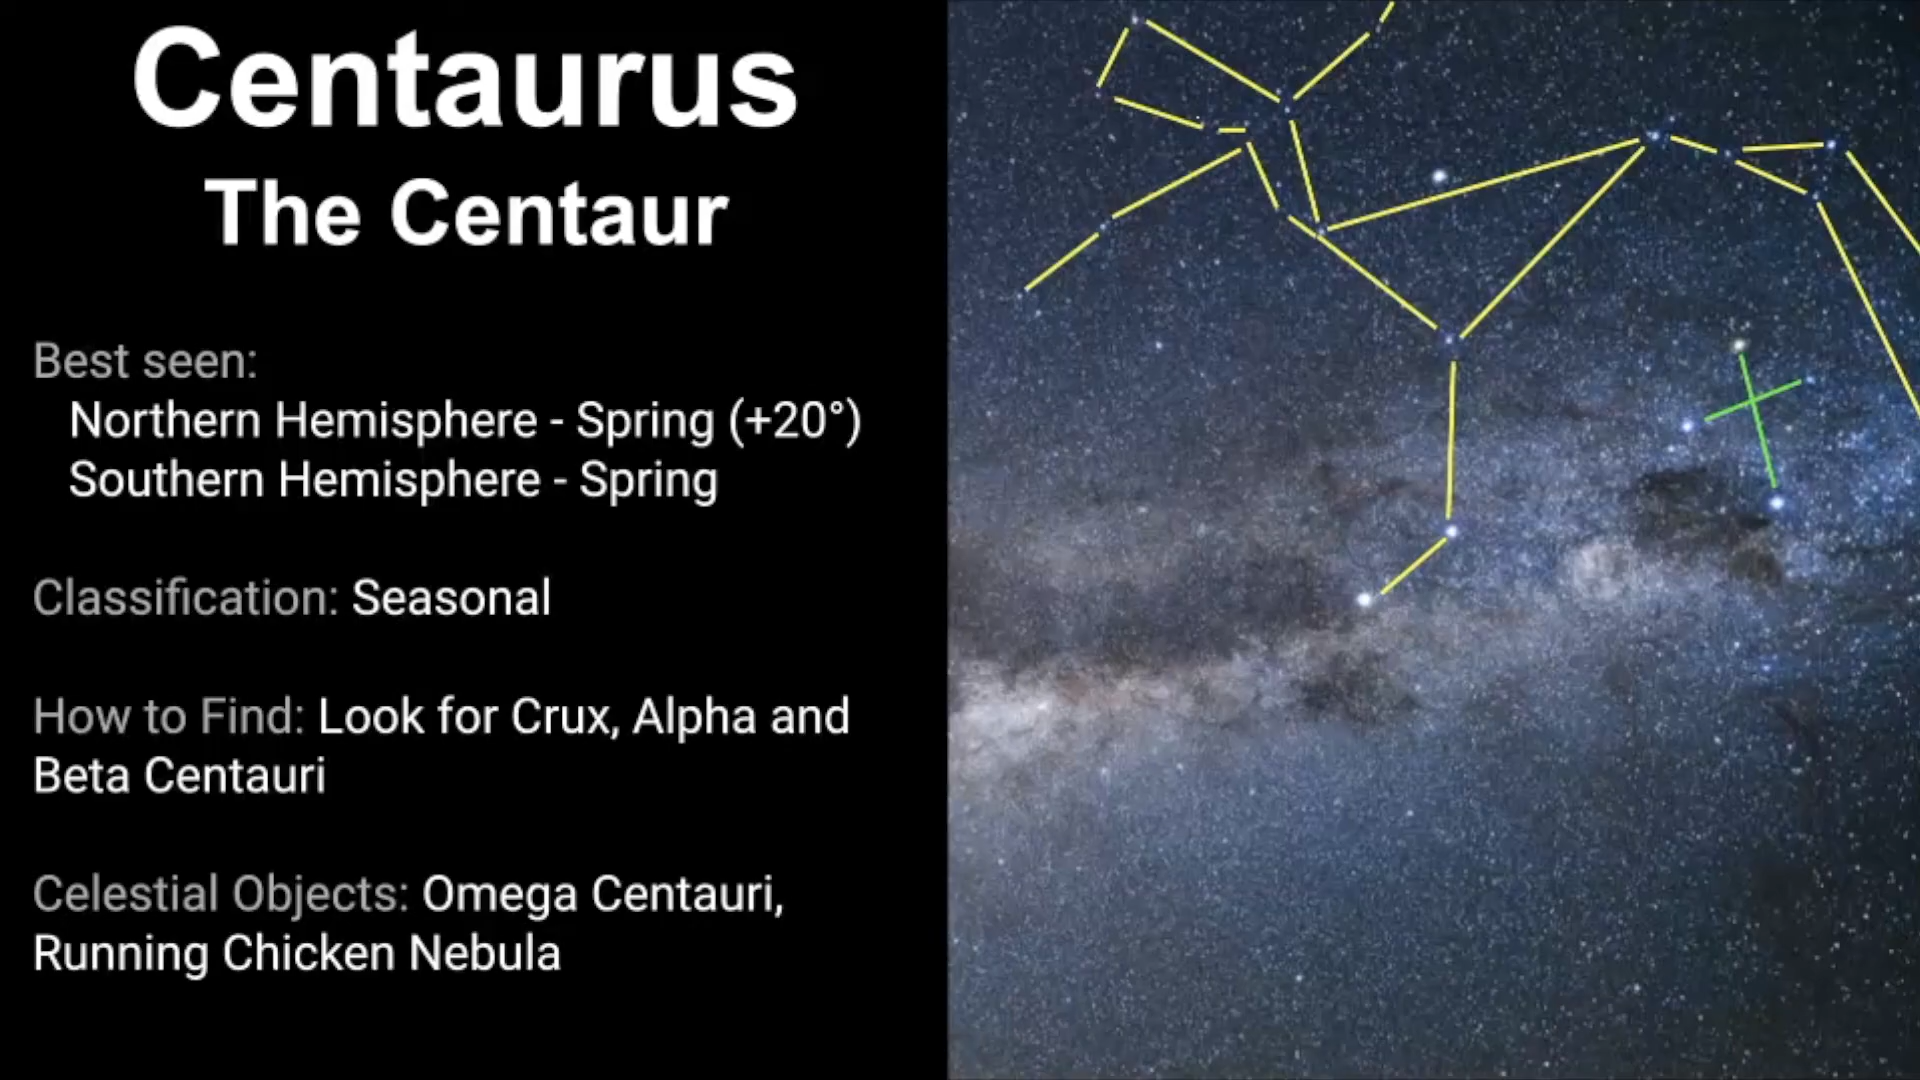 Centaurus
The Centaur
Best seen:
Northern Hemisphere - Spring (+20°)
Southern Hemisphere - Spring
Classification: Seasonal
How to Find: Look for Crux, Alpha and
Beta Centauri
Celestial Objects: Omega Centauri,
Running Chicken Nebula